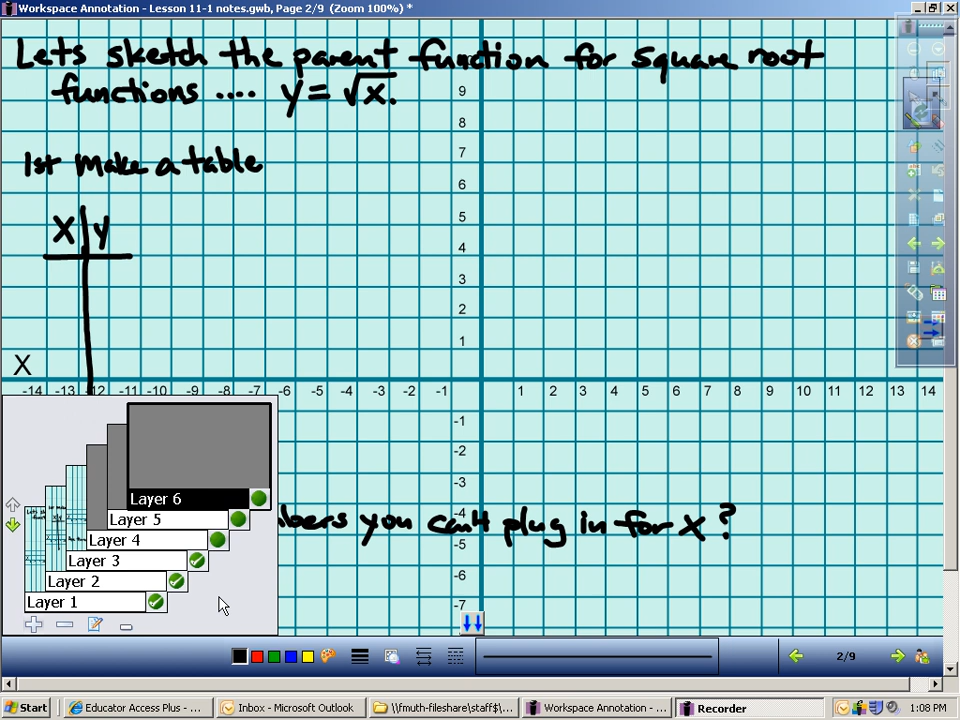 Workspace Annotation - Lesson 11-1 notes.gwb, Page 2/9 (Zoom 100%) *
Lets sketch the parent function for square root
functions .... y = √x.
1st make a table
X y
X
9
8
7
6
5
4
3
2
1
-14 -13 -12 -11 -10 -9 -8 -7 -6 -5 -4 -3 -2 -1 1 2 3 4 5 6 7 8 9 10 11 12 13 14
-1
-2
-3
-4
-5
-6
-7
you can't plug in for x ?
Layer 6
Layer 5
Layer 4
Layer 3
Layer 2
Layer 1
2/9
Start Educator Access Plus - ... Inbox - Microsoft Outlook \\fmuth-fileshare\staff$\... Workspace Annotation - ... Recorder 1:08 PM